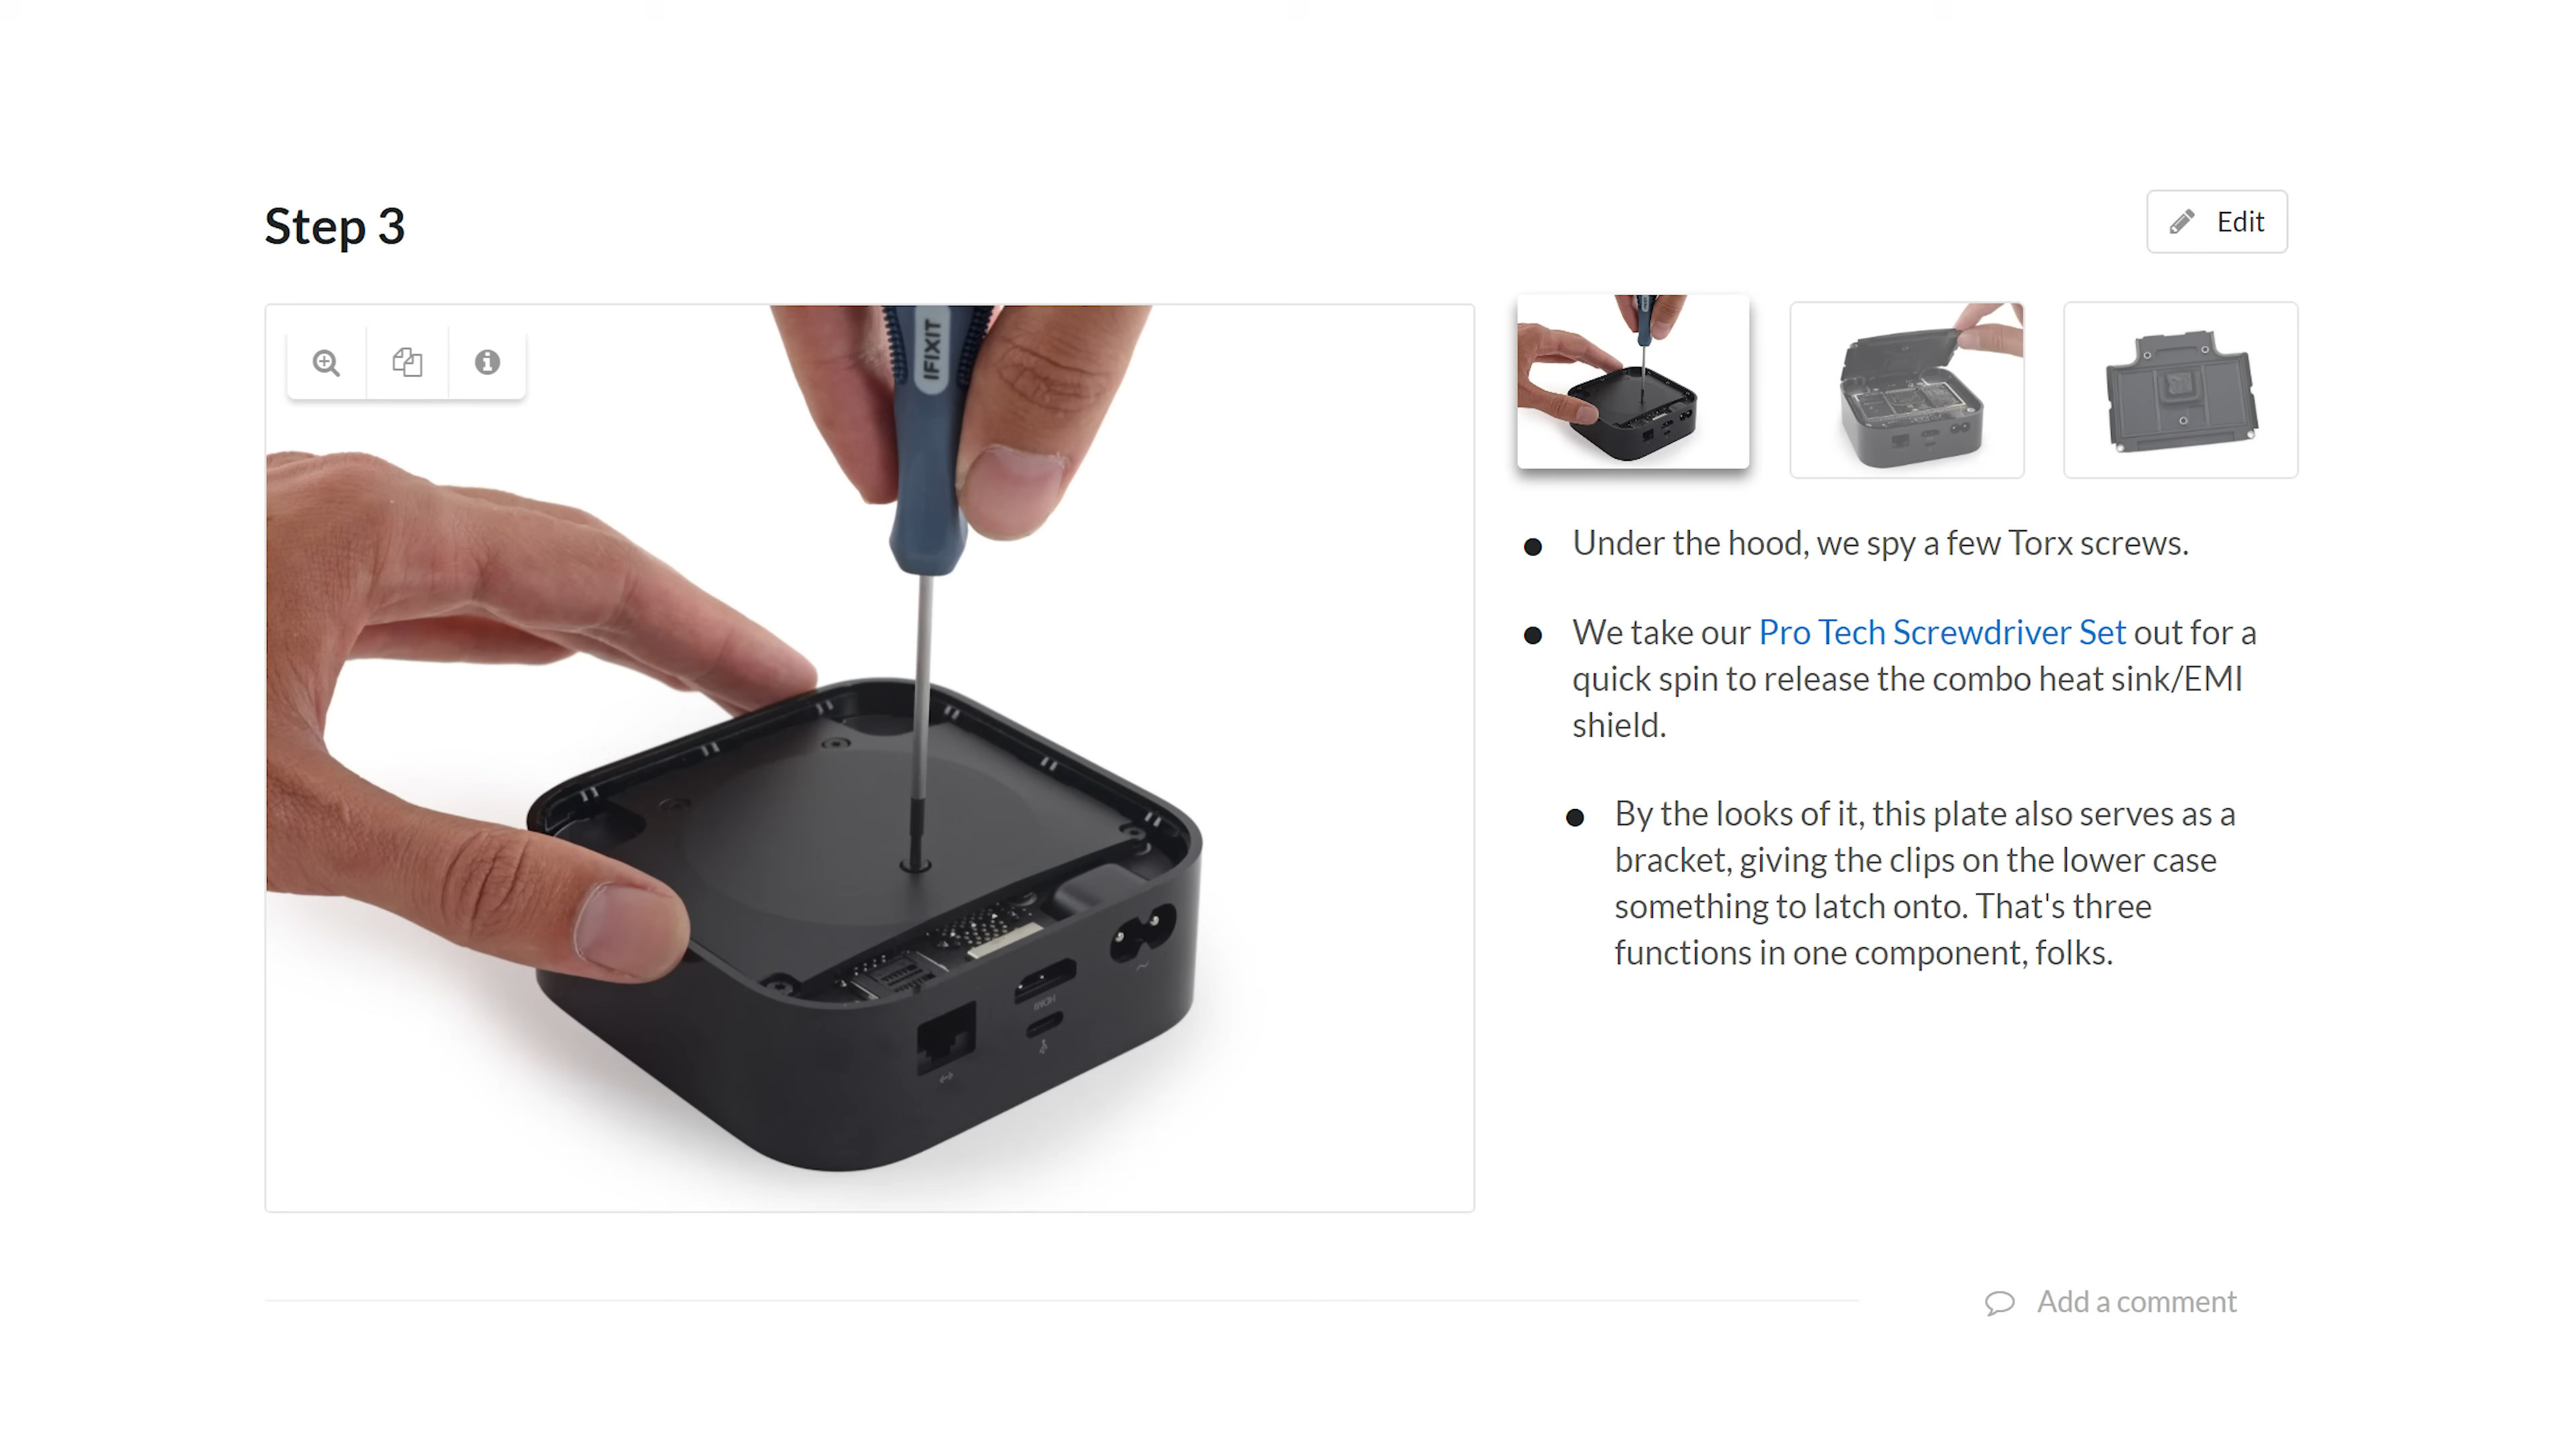 Step 3
Edit
IFIXIT
HDMI
Under the hood, we spy a few Torx screws.
We take our Pro Tech Screwdriver Set out for a
quick spin to release the combo heat sink/EMI
shield.
By the looks of it, this plate also serves as a
bracket, giving the clips on the lower case
something to latch onto. That's three
functions in one component, folks.
Add a comment